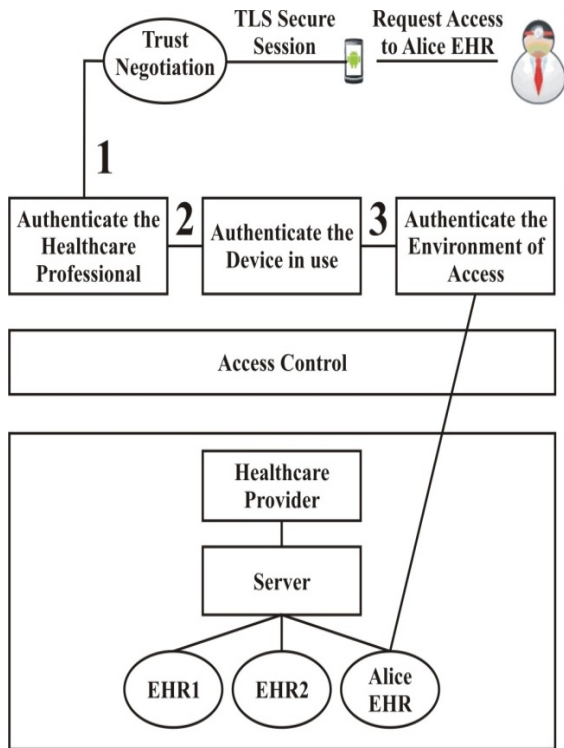 Trust
Negotiation
TLS Secure
Session
Request Access
to Alice EHR
1
Authenticate the
Healthcare
Professional
2
Authenticate the
Device in use
3
Authenticate the
Environment of
Access
Access Control
Healthcare
Provider
Server
EHR1
EHR2
Alice
EHR